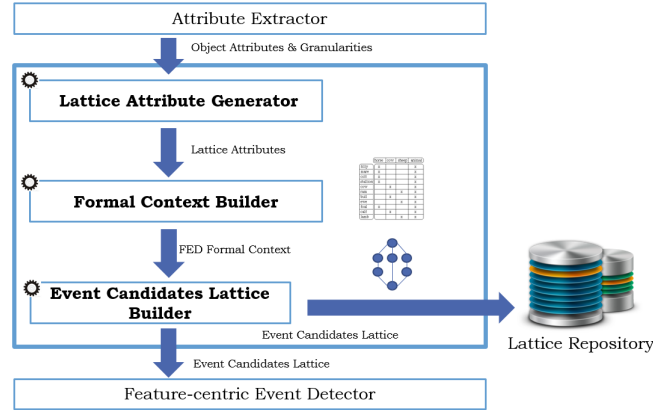 Attribute Extractor
Object Attributes & Granularities
Lattice Attribute Generator
Lattice Attributes
Formal Context Builder
FED Formal Context
Event Candidates Lattice
Builder
Event Candidates Lattice
Lattice Repository
Event Candidates Lattice
Feature-centric Event Detector